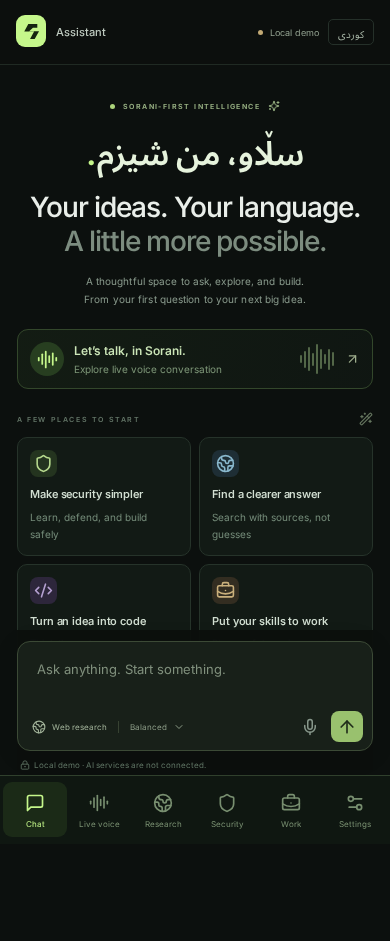 Assistant
Local demo
کوردی
SORANI-FIRST INTELLIGENCE
سڵاو، من شیزم.
Your ideas. Your language.
A little more possible.
A thoughtful space to ask, explore, and build.
From your first question to your next big idea.
Let's talk, in Sorani.
Explore live voice conversation
A FEW PLACES TO START
Make security simpler
Learn, defend, and build
safely
Find a clearer answer
Search with sources, not
guesses
Turn an idea into code
Put your skills to work
Ask anything. Start something.
Web research
Balanced
Local demo · AI services are not connected.
Chat
Live voice
Research
Security
Work
Settings